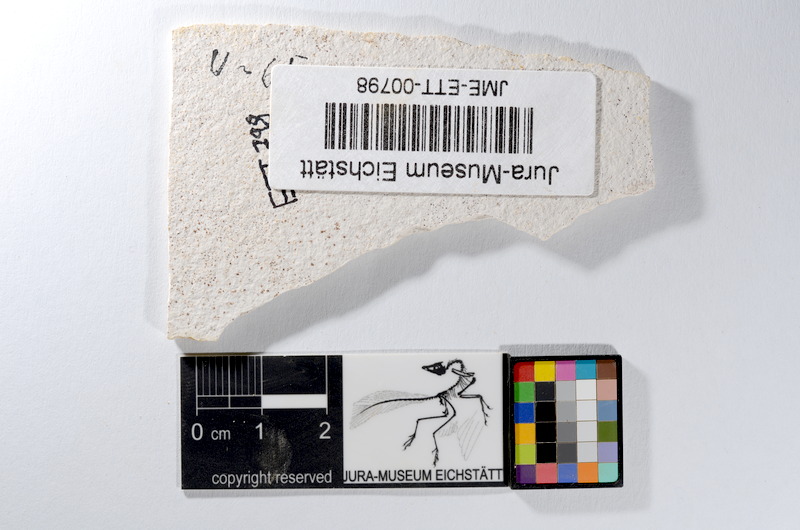 JME-ETT-00798
Jura-Museum Eichstätt
0 cm 1 2
copyright reserved
JURA-MUSEUM EICHSTÄTT